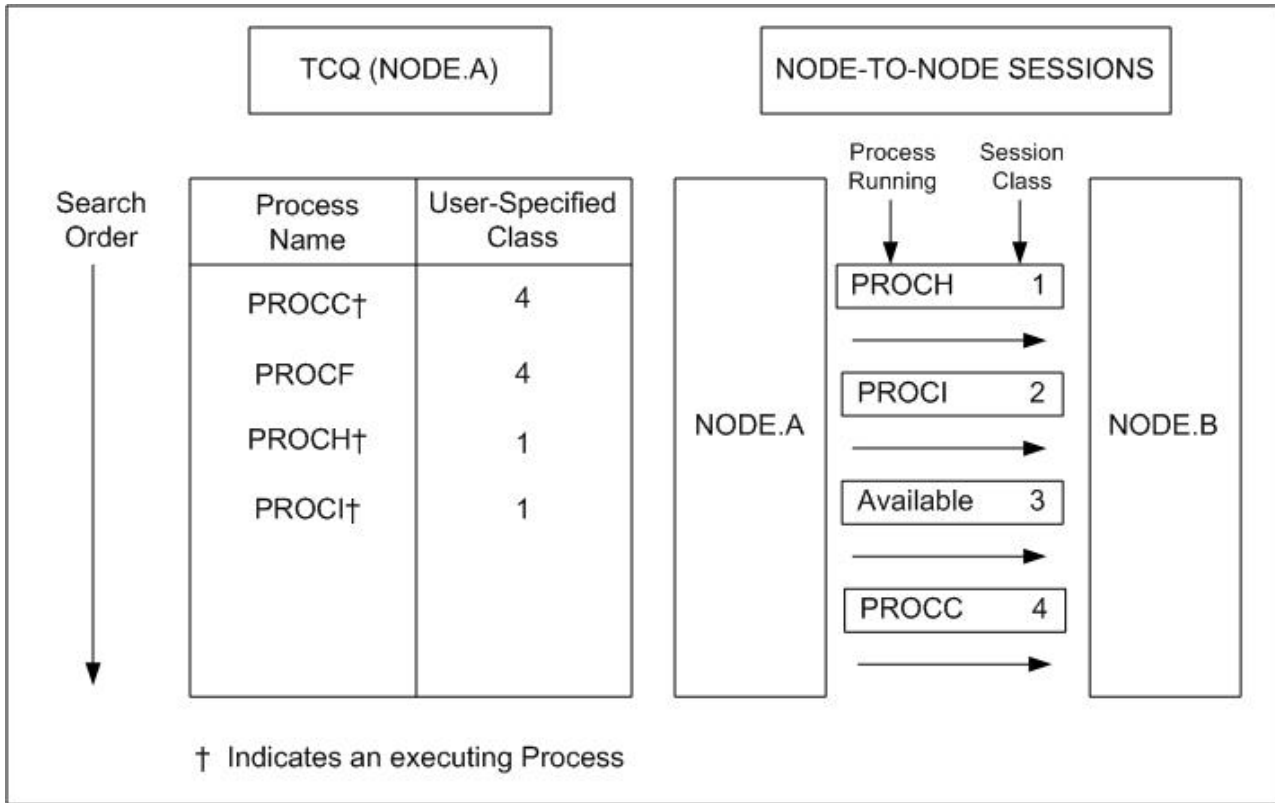 TCQ (NODE.A)
NODE-TO-NODE SESSIONS
Search
Order
Process
Name
User-Specified
Class
PROCC† 4
PROCF 4
PROCH† 1
PROCI† 1
Process
Running
Session
Class
NODE.A
PROCH 1
PROCI 2
Available 3
PROCC 4
NODE.B
† Indicates an executing Process